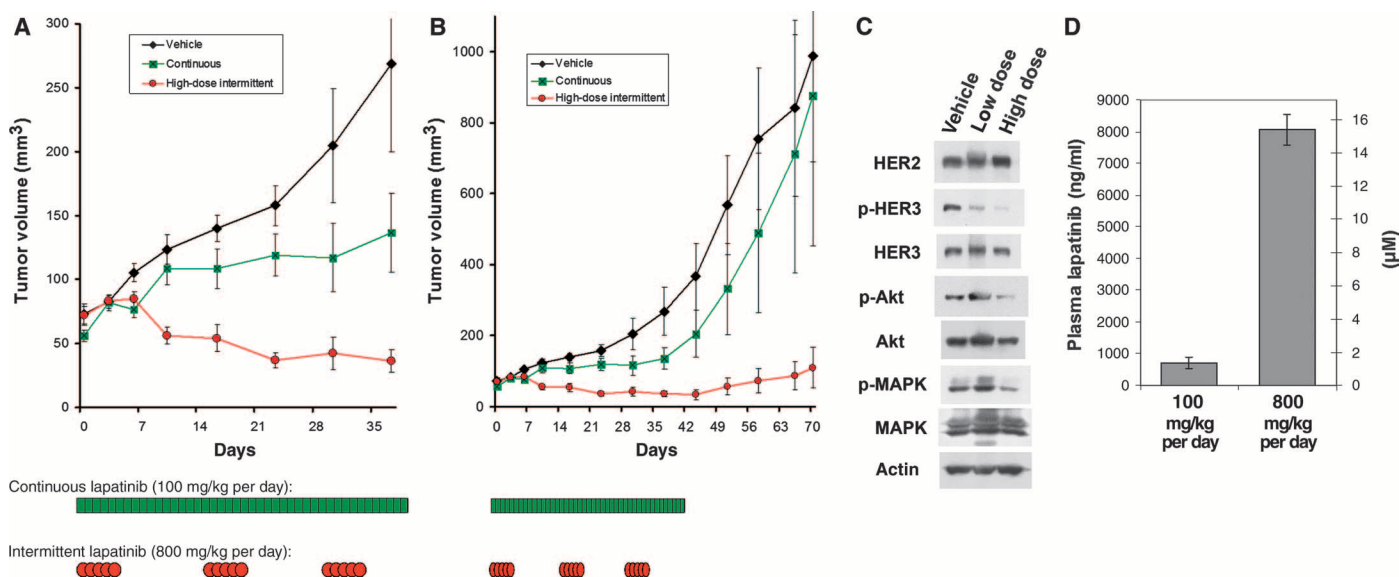 A
Tumor volume (mm3)
300
250
200
150
100
50
0
Vehicle
Continuous
High-dose intermittent
0 7 14 21 28 35
Days
B
Tumor volume (mm3)
1000
800
600
400
200
0
Vehicle
Continuous
High-dose intermittent
0 7 14 21 28 35 42 49 56 63 70
Days
Continuous lapatinib (100 mg/kg per day):
Intermittent lapatinib (800 mg/kg per day):
C
Vehicle
Low dose
High dose
HER2
p-HER3
HER3
p-Akt
Akt
p-MAPK
MAPK
Actin
D
Plasma lapatinib (ng/ml)
9000
8000
7000
6000
5000
4000
3000
2000
1000
0
16
14
12
10
8
6
4
2
0
(µM)
100 mg/kg per day
800 mg/kg per day